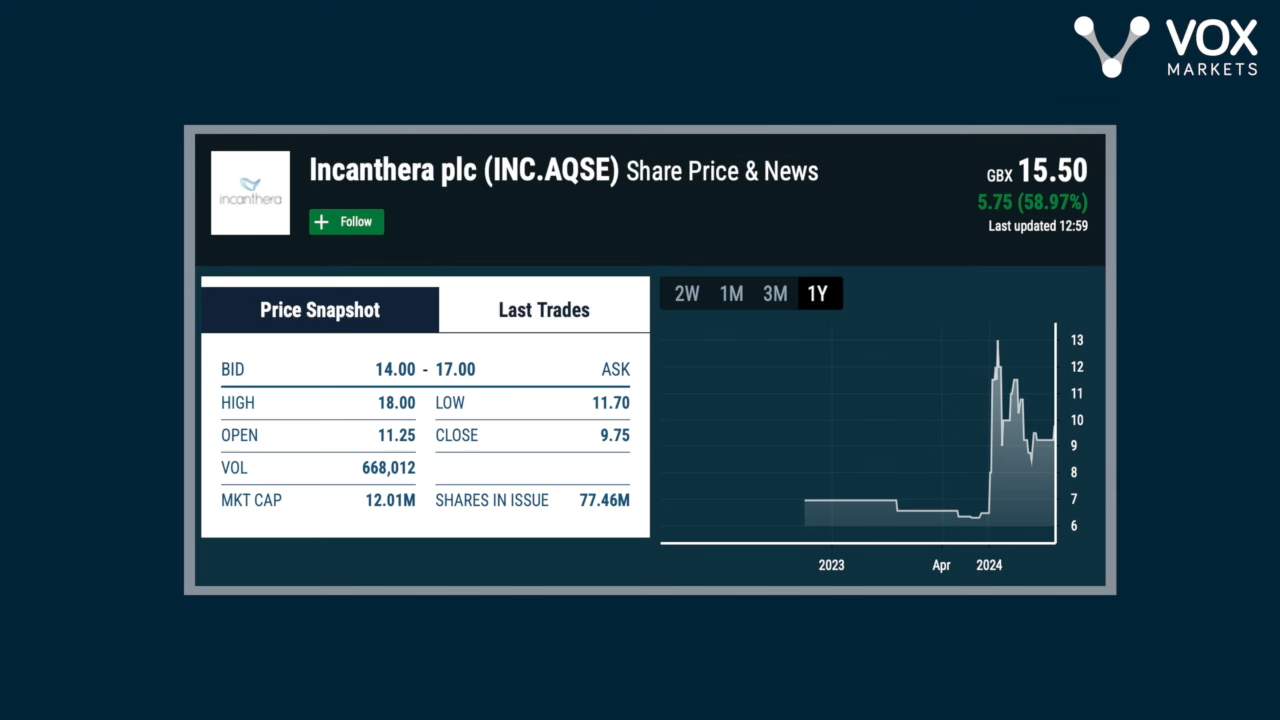 VOX
MARKETS
incanthera
Incanthera plc (INC.AQSE) Share Price & News
+ Follow
GBX 15.50
5.75 (58.97%)
Last updated 12:59
Price Snapshot
Last Trades
BID 14.00 - 17.00 ASK
HIGH 18.00 LOW 11.70
OPEN 11.25 CLOSE 9.75
VOL 668,012
MKT CAP 12.01M SHARES IN ISSUE 77.46M
2W 1M 3M 1Y
13
12
11
10
9
8
7
6
2023 Apr 2024